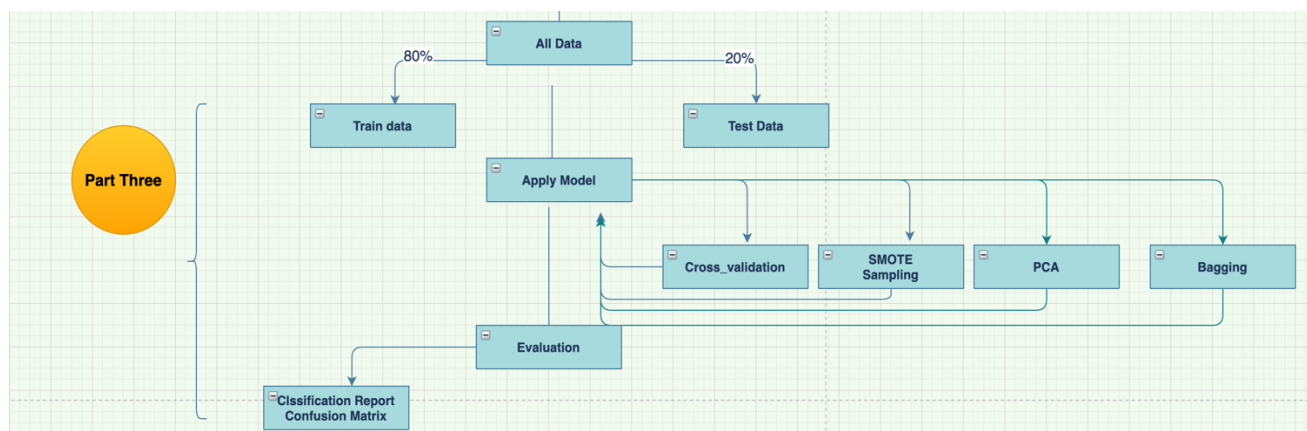 All Data
80%
20%
Train data
Test Data
Part Three
Apply Model
Cross_validation
SMOTE
Sampling
PCA
Bagging
Evaluation
Clssification Report
Confusion Matrix